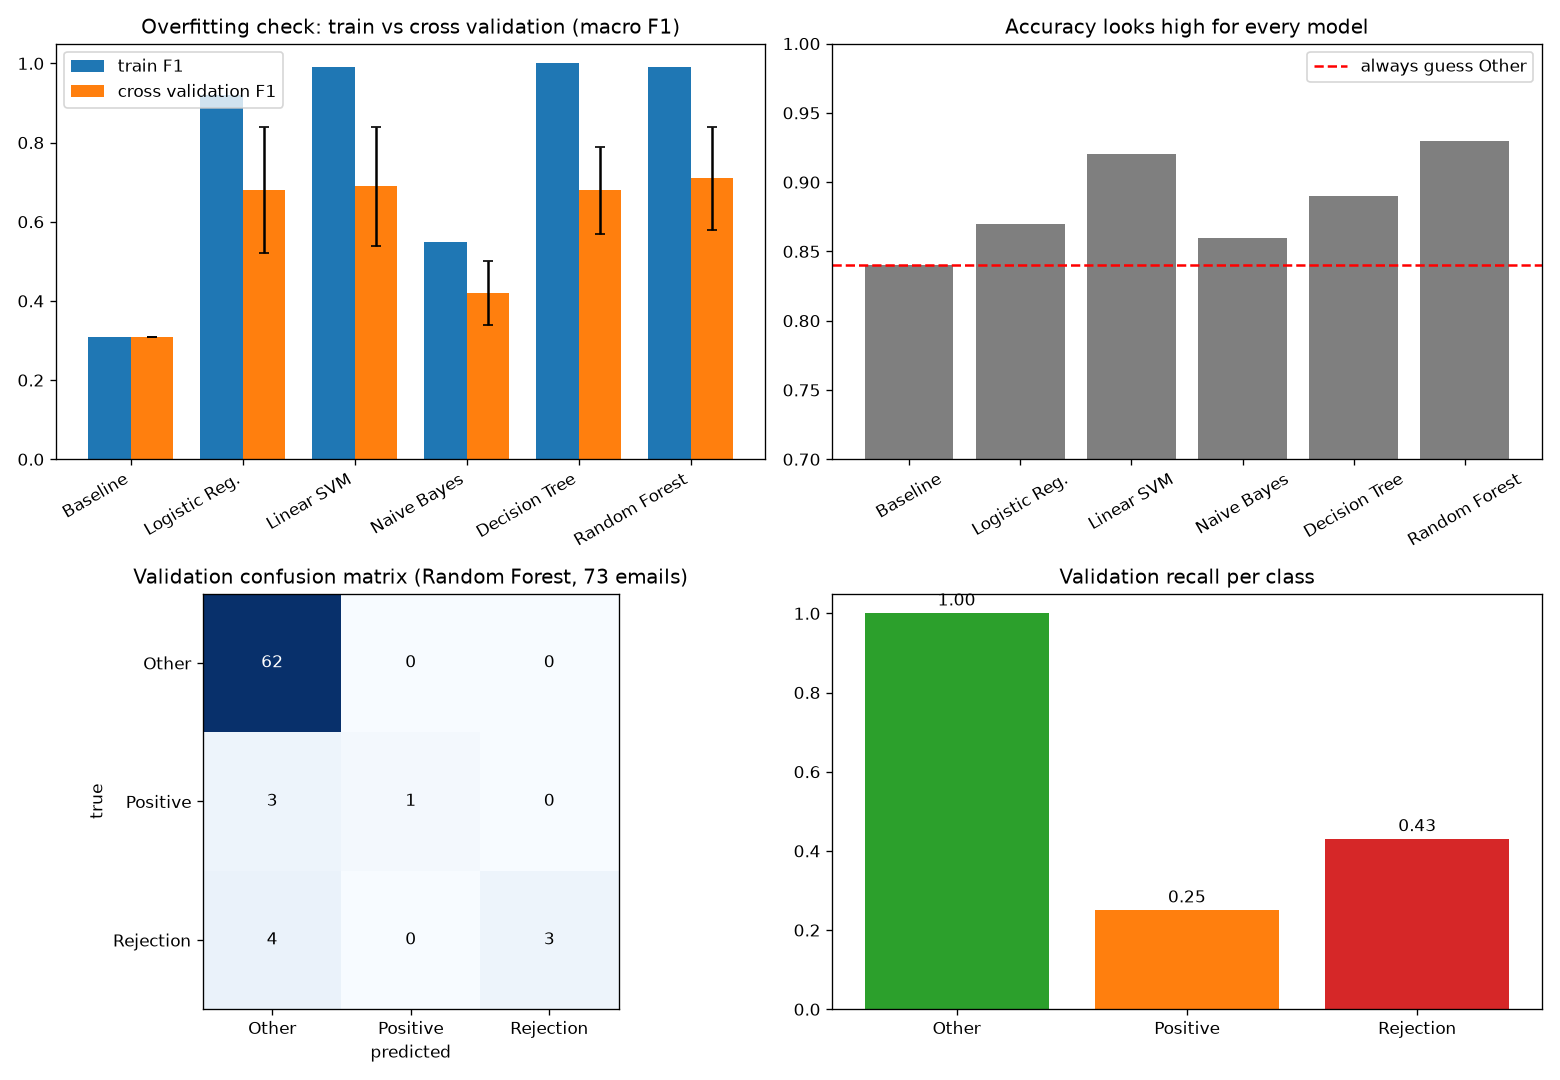 Overfitting check: train vs cross validation (macro F1)
train F1
cross validation F1
1.0
0.8
0.6
0.4
0.2
0.0
Baseline
Logistic Reg.
Linear SVM
Naive Bayes
Decision Tree
Random Forest
Accuracy looks high for every model
always guess Other
1.00
0.95
0.90
0.85
0.80
0.75
0.70
Baseline
Logistic Reg.
Linear SVM
Naive Bayes
Decision Tree
Random Forest
Validation confusion matrix (Random Forest, 73 emails)
true
Other 62 0 0
Positive 3 1 0
Rejection 4 0 3
Other Positive Rejection
predicted
Validation recall per class
1.0
0.8
0.6
0.4
0.2
0.0
1.00
0.25
0.43
Other Positive Rejection